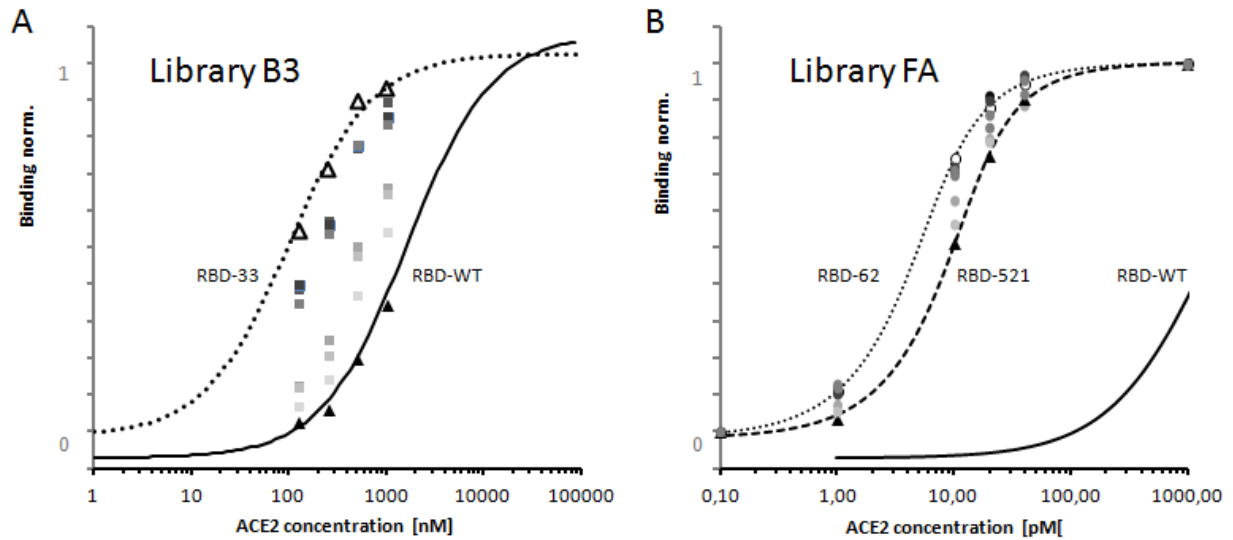 A
Library B3
1
Binding norm.
RBD-33
RBD-WT
0
1 10 100 1000 10000 100000
ACE2 concentration [nM]
B
Library FA
1
Binding norm.
RBD-62
RBD-521
RBD-WT
0
0,10 1,00 10,00 100,00 1000,00
ACE2 concentration [pM[